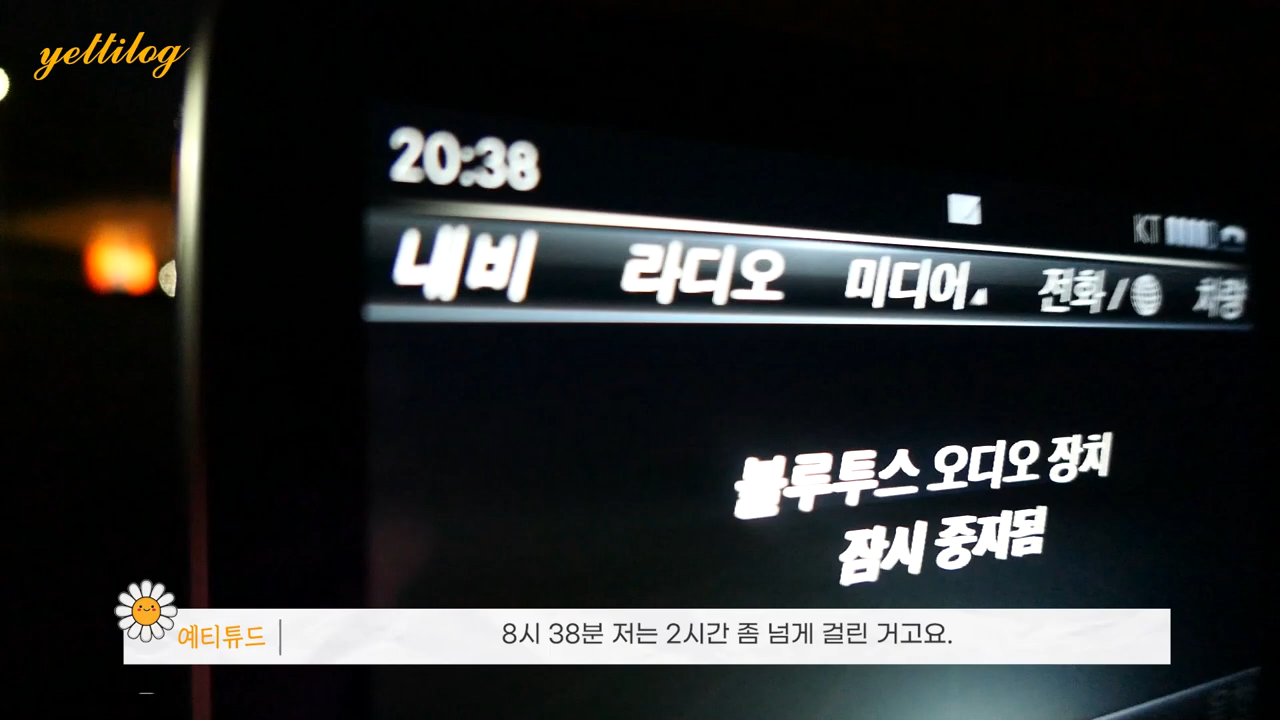 yettilog
20:38
KT
내비 라디오 미디어 전화/ 차량
블루투스 오디오 장치
잠시 중지됨
예티튜드
8시 38분 저는 2시간 좀 넘게 걸린 거고요.